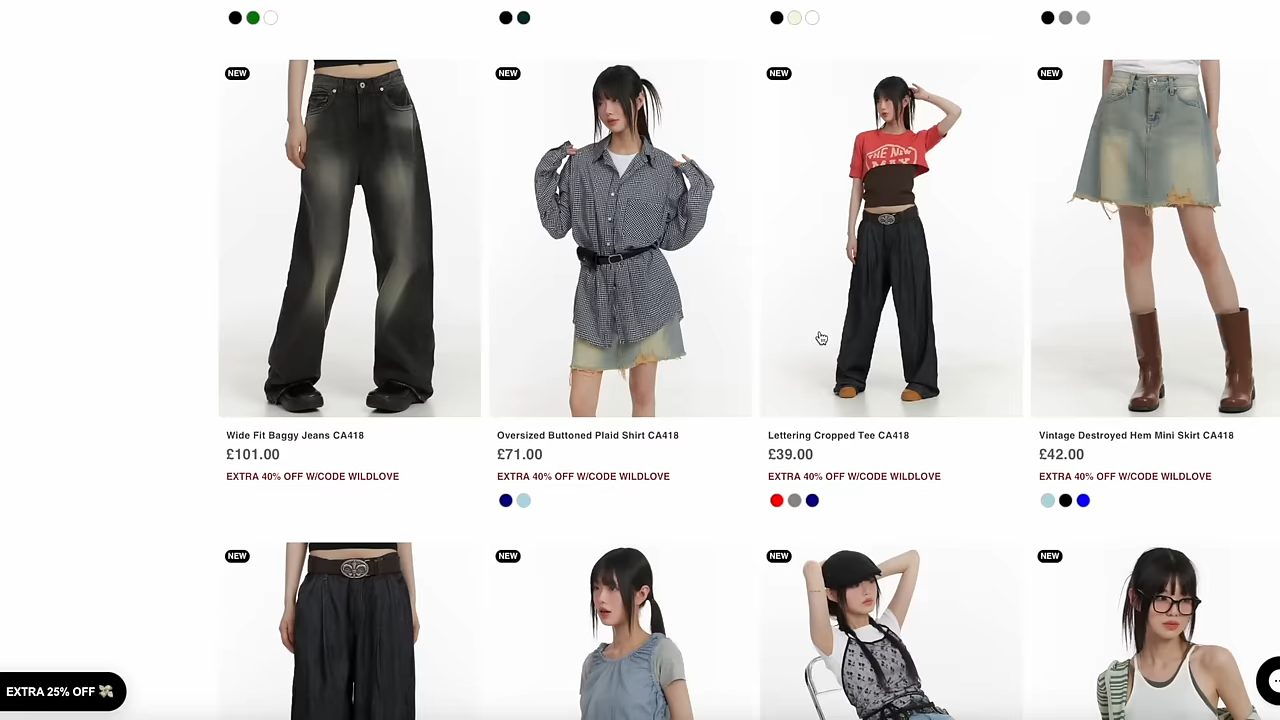 NEW
NEW
NEW
NEW
THE NEW
Wide Fit Baggy Jeans CA418
£101.00
EXTRA 40% OFF W/CODE WILDLOVE
Oversized Buttoned Plaid Shirt CA418
£71.00
EXTRA 40% OFF W/CODE WILDLOVE
Lettering Cropped Tee CA418
£39.00
EXTRA 40% OFF W/CODE WILDLOVE
Vintage Destroyed Hem Mini Skirt CA418
£42.00
EXTRA 40% OFF W/CODE WILDLOVE
NEW
NEW
NEW
NEW
EXTRA 25% OFF 💸